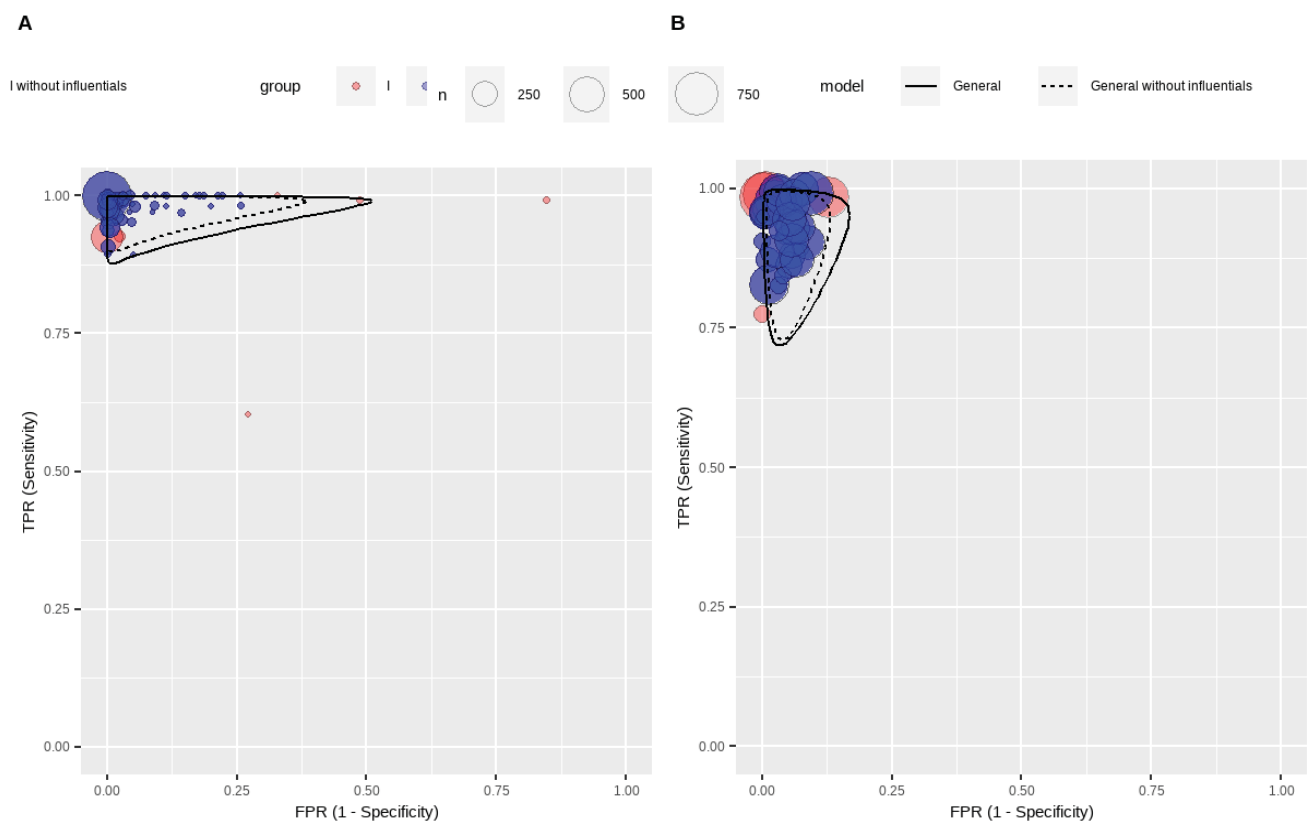 A B
l without influentials group l n 250 500 750 model General General without influentials
1.00
0.75
0.50
0.25
0.00
TPR (Sensitivity)
0.00 0.25 0.50 0.75 1.00
FPR (1 - Specificity)
1.00
0.75
0.50
0.25
0.00
TPR (Sensitivity)
0.00 0.25 0.50 0.75 1.00
FPR (1 - Specificity)